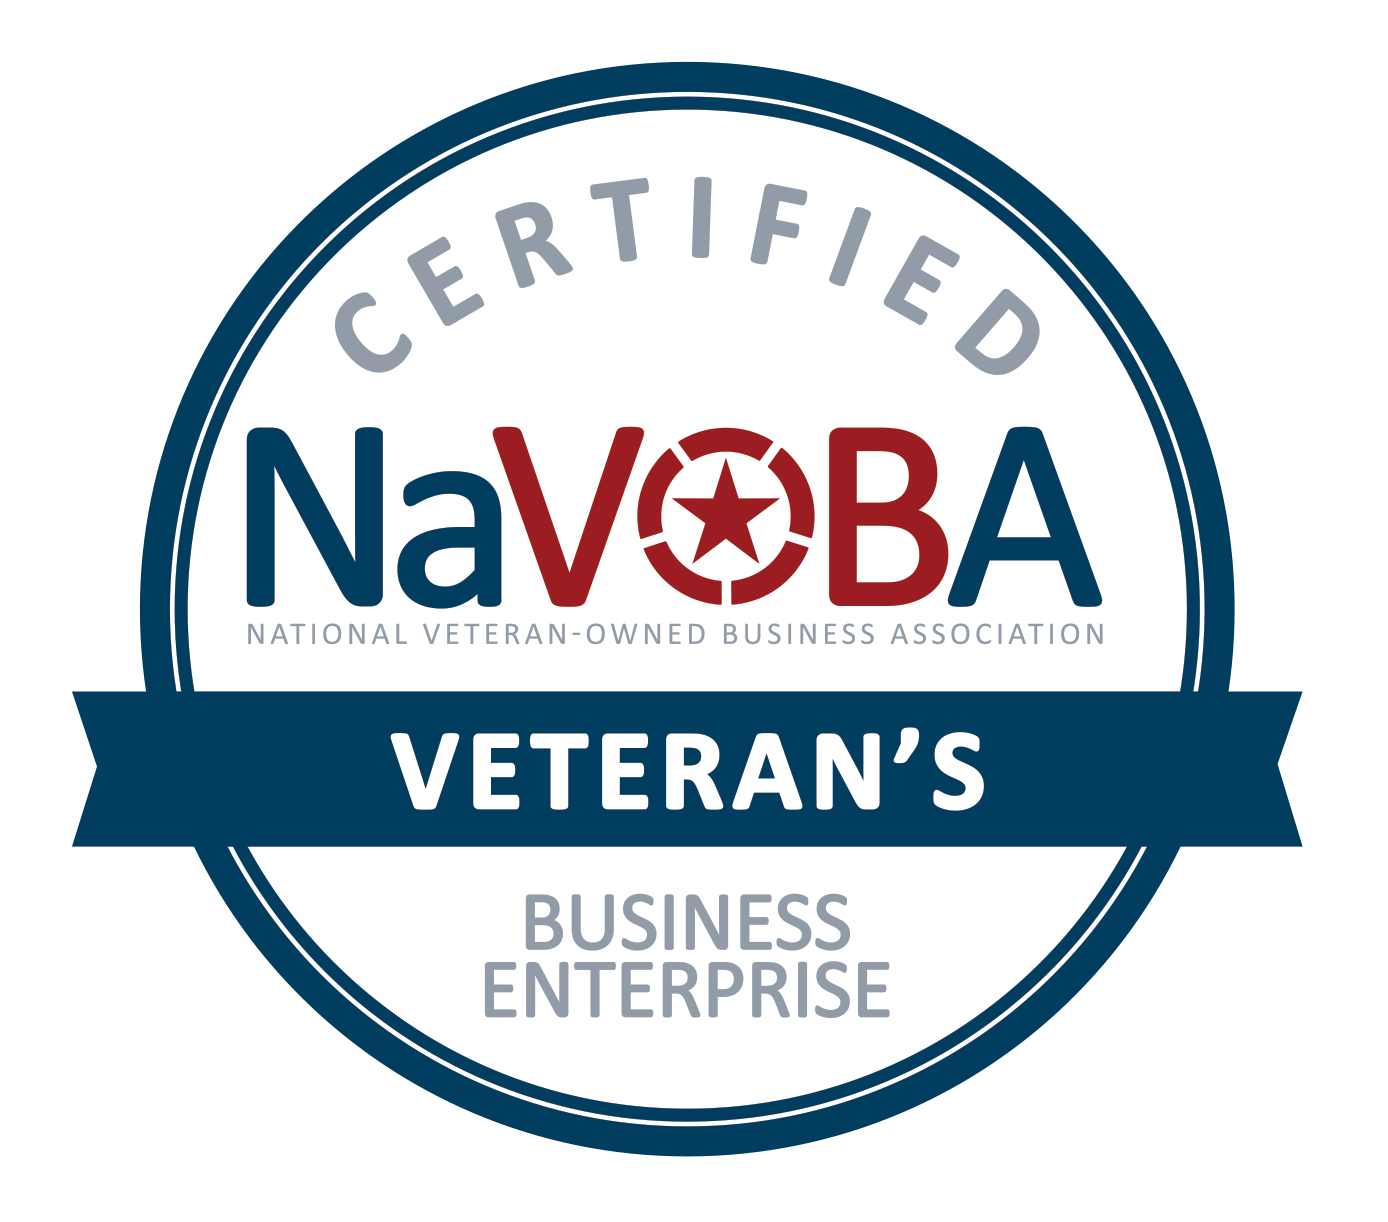 CERTIFIED
NaVOBA
NATIONAL VETERAN-OWNED BUSINESS ASSOCIATION
VETERAN’S
BUSINESS
ENTERPRISE